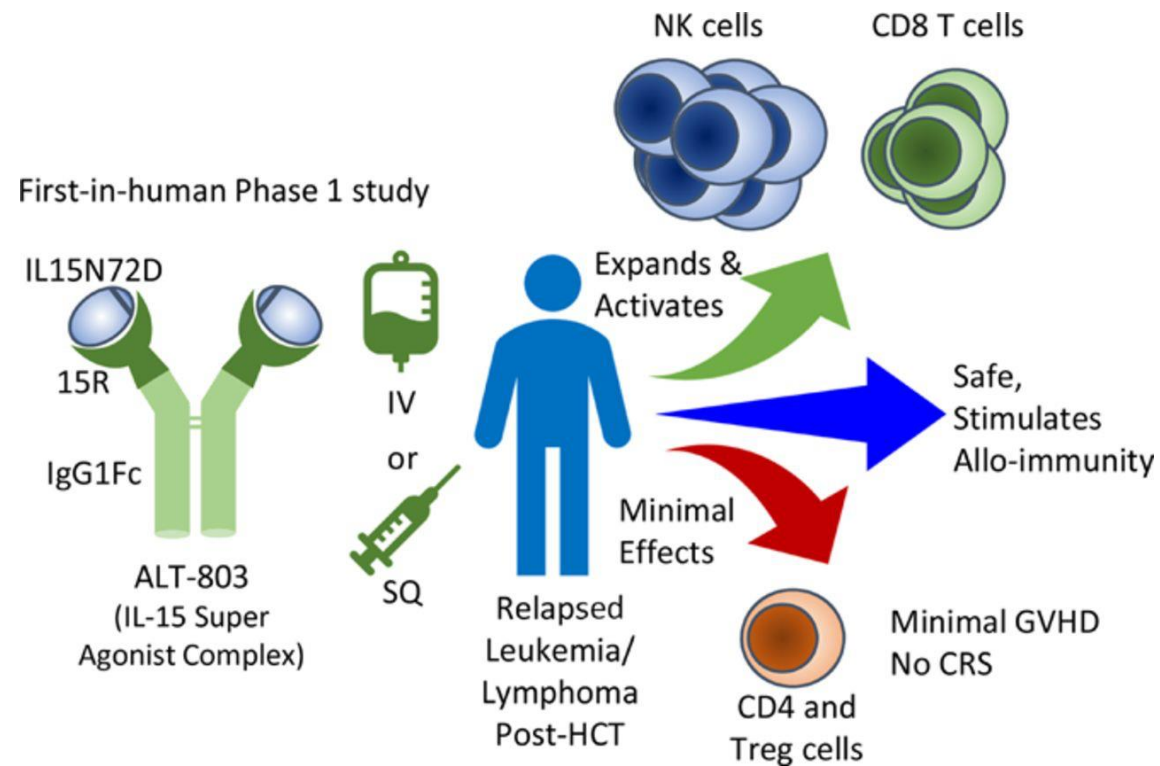 First-in-human Phase 1 study
IL15N72D
15R
IgG1Fc
ALT-803
(IL-15 Super
Agonist Complex)
IV
or
SQ
Relapsed
Leukemia/
Lymphoma
Post-HCT
NK cells
CD8 T cells
Expands &
Activates
Safe,
Stimulates
Allo-immunity
Minimal
Effects
CD4 and
Treg cells
Minimal GVHD
No CRS